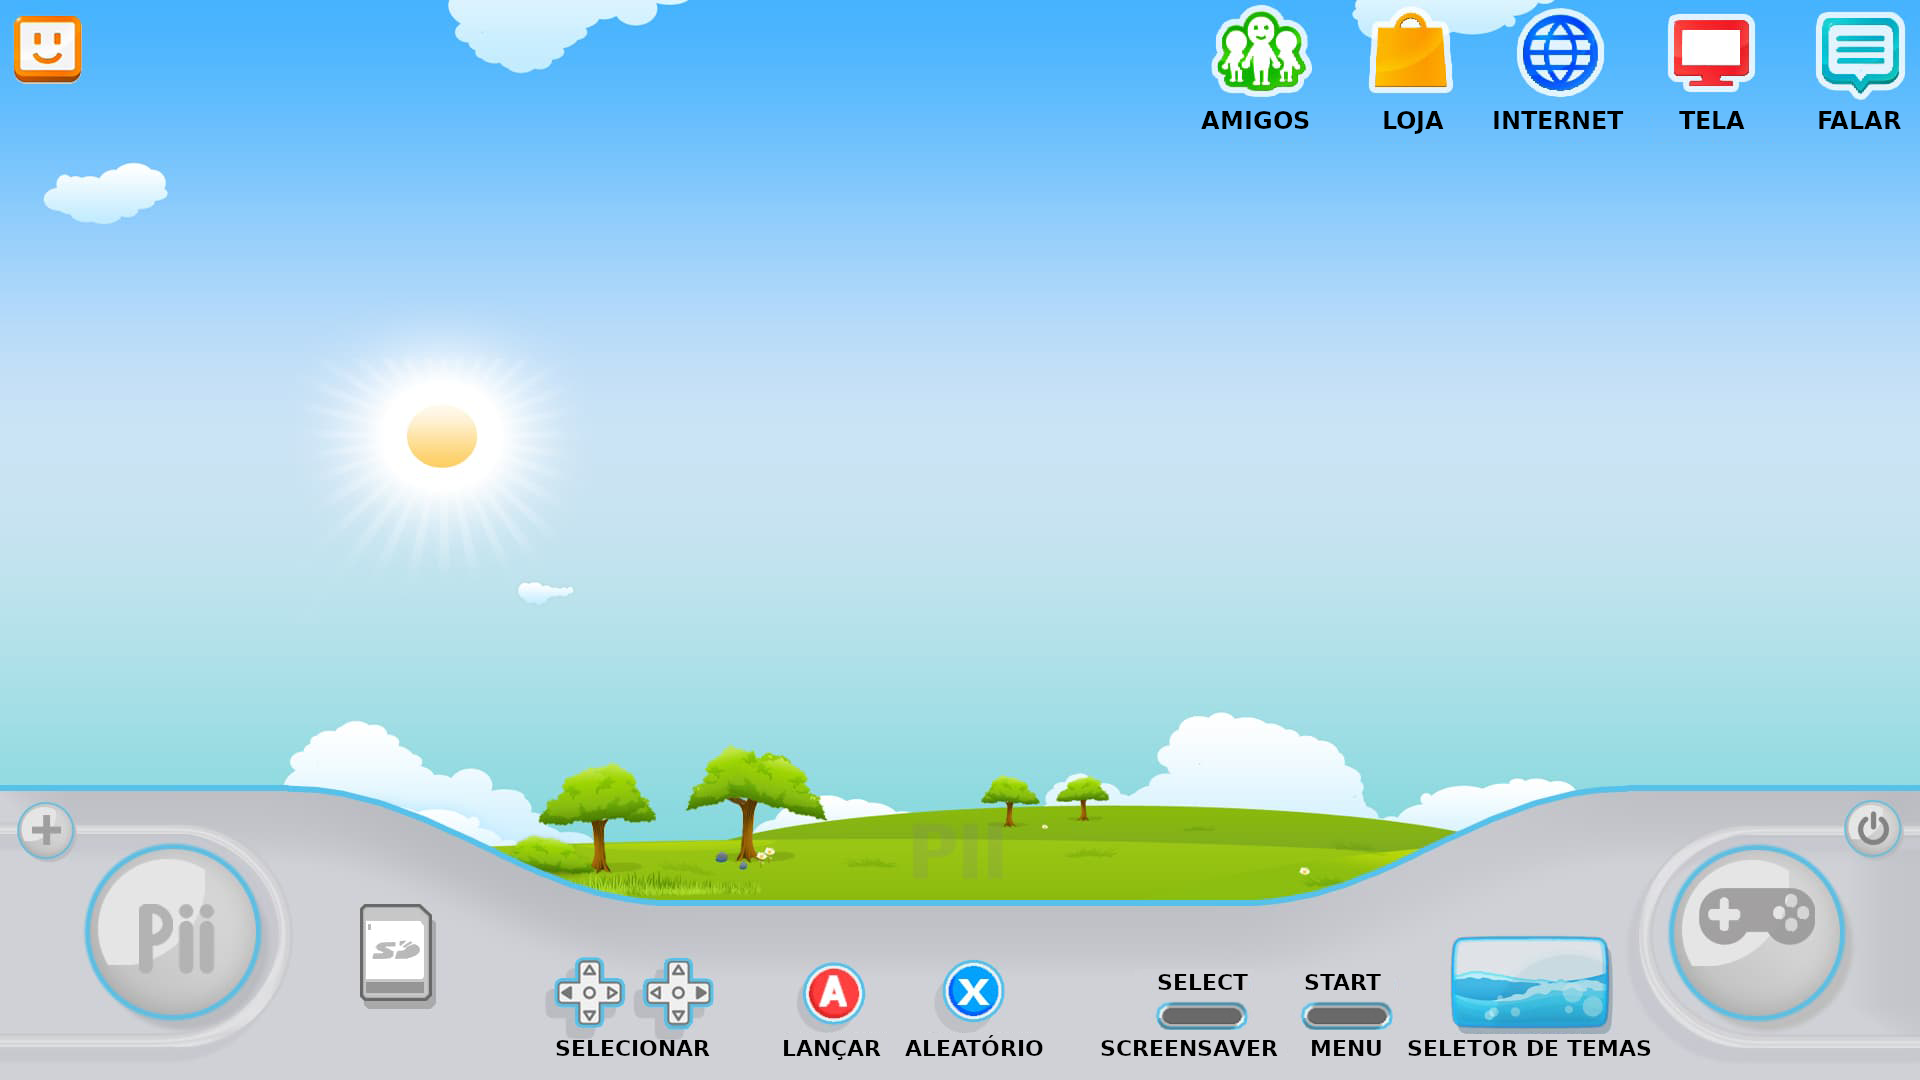 AMIGOS
LOJA
INTERNET
TELA
FALAR
Pii
Pii
SD
SELECT
START
A
X
SELECIONAR
LANÇAR
ALEATÓRIO
SCREENSAVER
MENU
SELETOR DE TEMAS